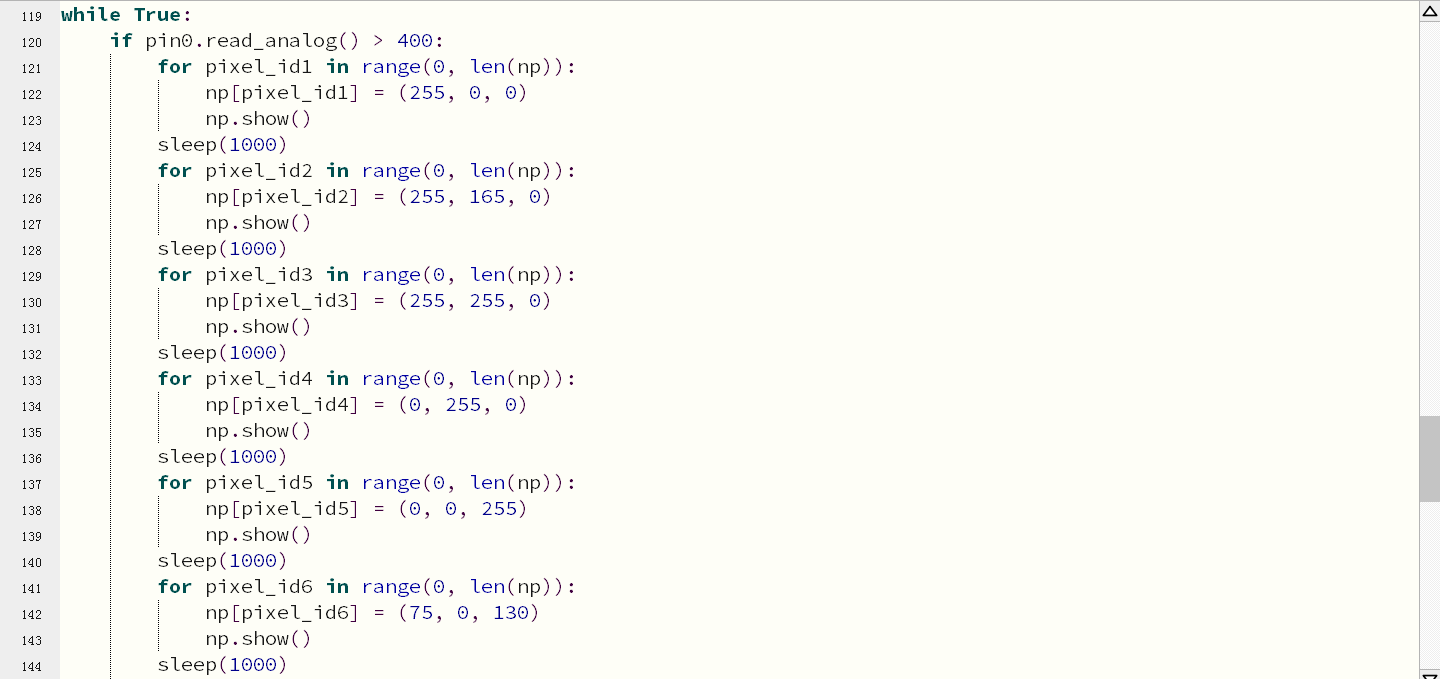 119 while True:
120     if pin0.read_analog() > 400:
121         for pixel_id1 in range(0, len(np)):
122             np[pixel_id1] = (255, 0, 0)
123             np.show()
124         sleep(1000)
125         for pixel_id2 in range(0, len(np)):
126             np[pixel_id2] = (255, 165, 0)
127             np.show()
128         sleep(1000)
129         for pixel_id3 in range(0, len(np)):
130             np[pixel_id3] = (255, 255, 0)
131             np.show()
132         sleep(1000)
133         for pixel_id4 in range(0, len(np)):
134             np[pixel_id4] = (0, 255, 0)
135             np.show()
136         sleep(1000)
137         for pixel_id5 in range(0, len(np)):
138             np[pixel_id5] = (0, 0, 255)
139             np.show()
140         sleep(1000)
141         for pixel_id6 in range(0, len(np)):
142             np[pixel_id6] = (75, 0, 130)
143             np.show()
144         sleep(1000)